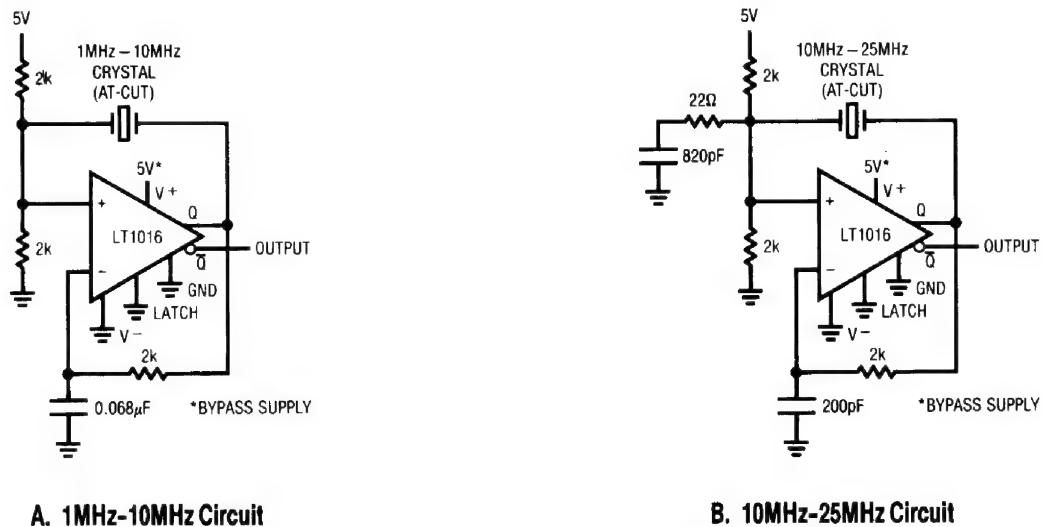 5V
1MHz – 10MHz
CRYSTAL
(AT-CUT)
2k
5V*
V+
+
Q
LT1016
OUTPUT
Q̅
2k
–
GND
LATCH
V–
2k
0.068µF
*BYPASS SUPPLY
A. 1MHz–10MHz Circuit
5V
10MHz – 25MHz
CRYSTAL
(AT-CUT)
2k
22Ω
820pF
5V*
V+
+
Q
LT1016
OUTPUT
Q̅
2k
–
GND
LATCH
V–
2k
200pF
*BYPASS SUPPLY
B. 10MHz–25MHz Circuit